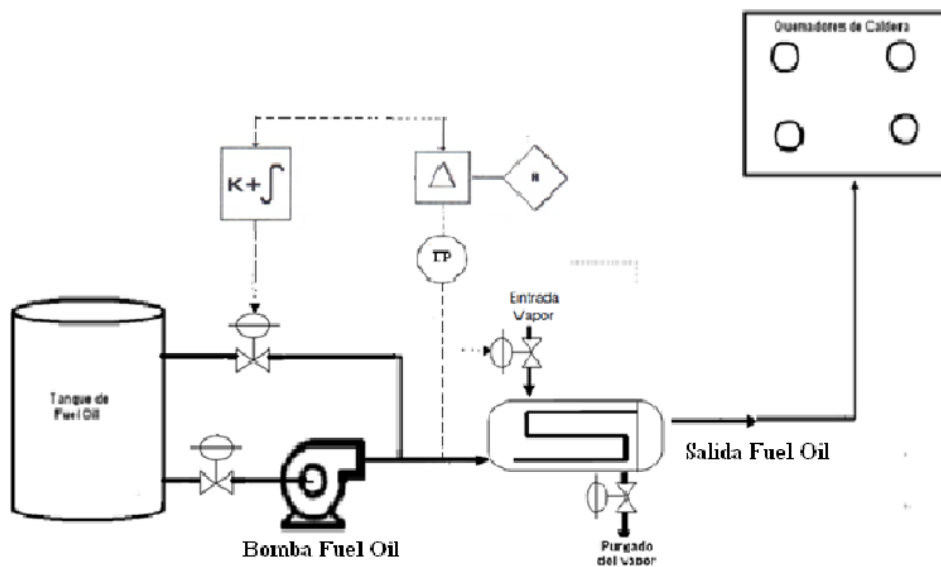 Quemadores de Caldera
K+∫
Δ
TP
Entrada
Vapor
Tanque de
Fuel Oil
Salida Fuel Oil
Bomba Fuel Oil
Purgado
del vapor